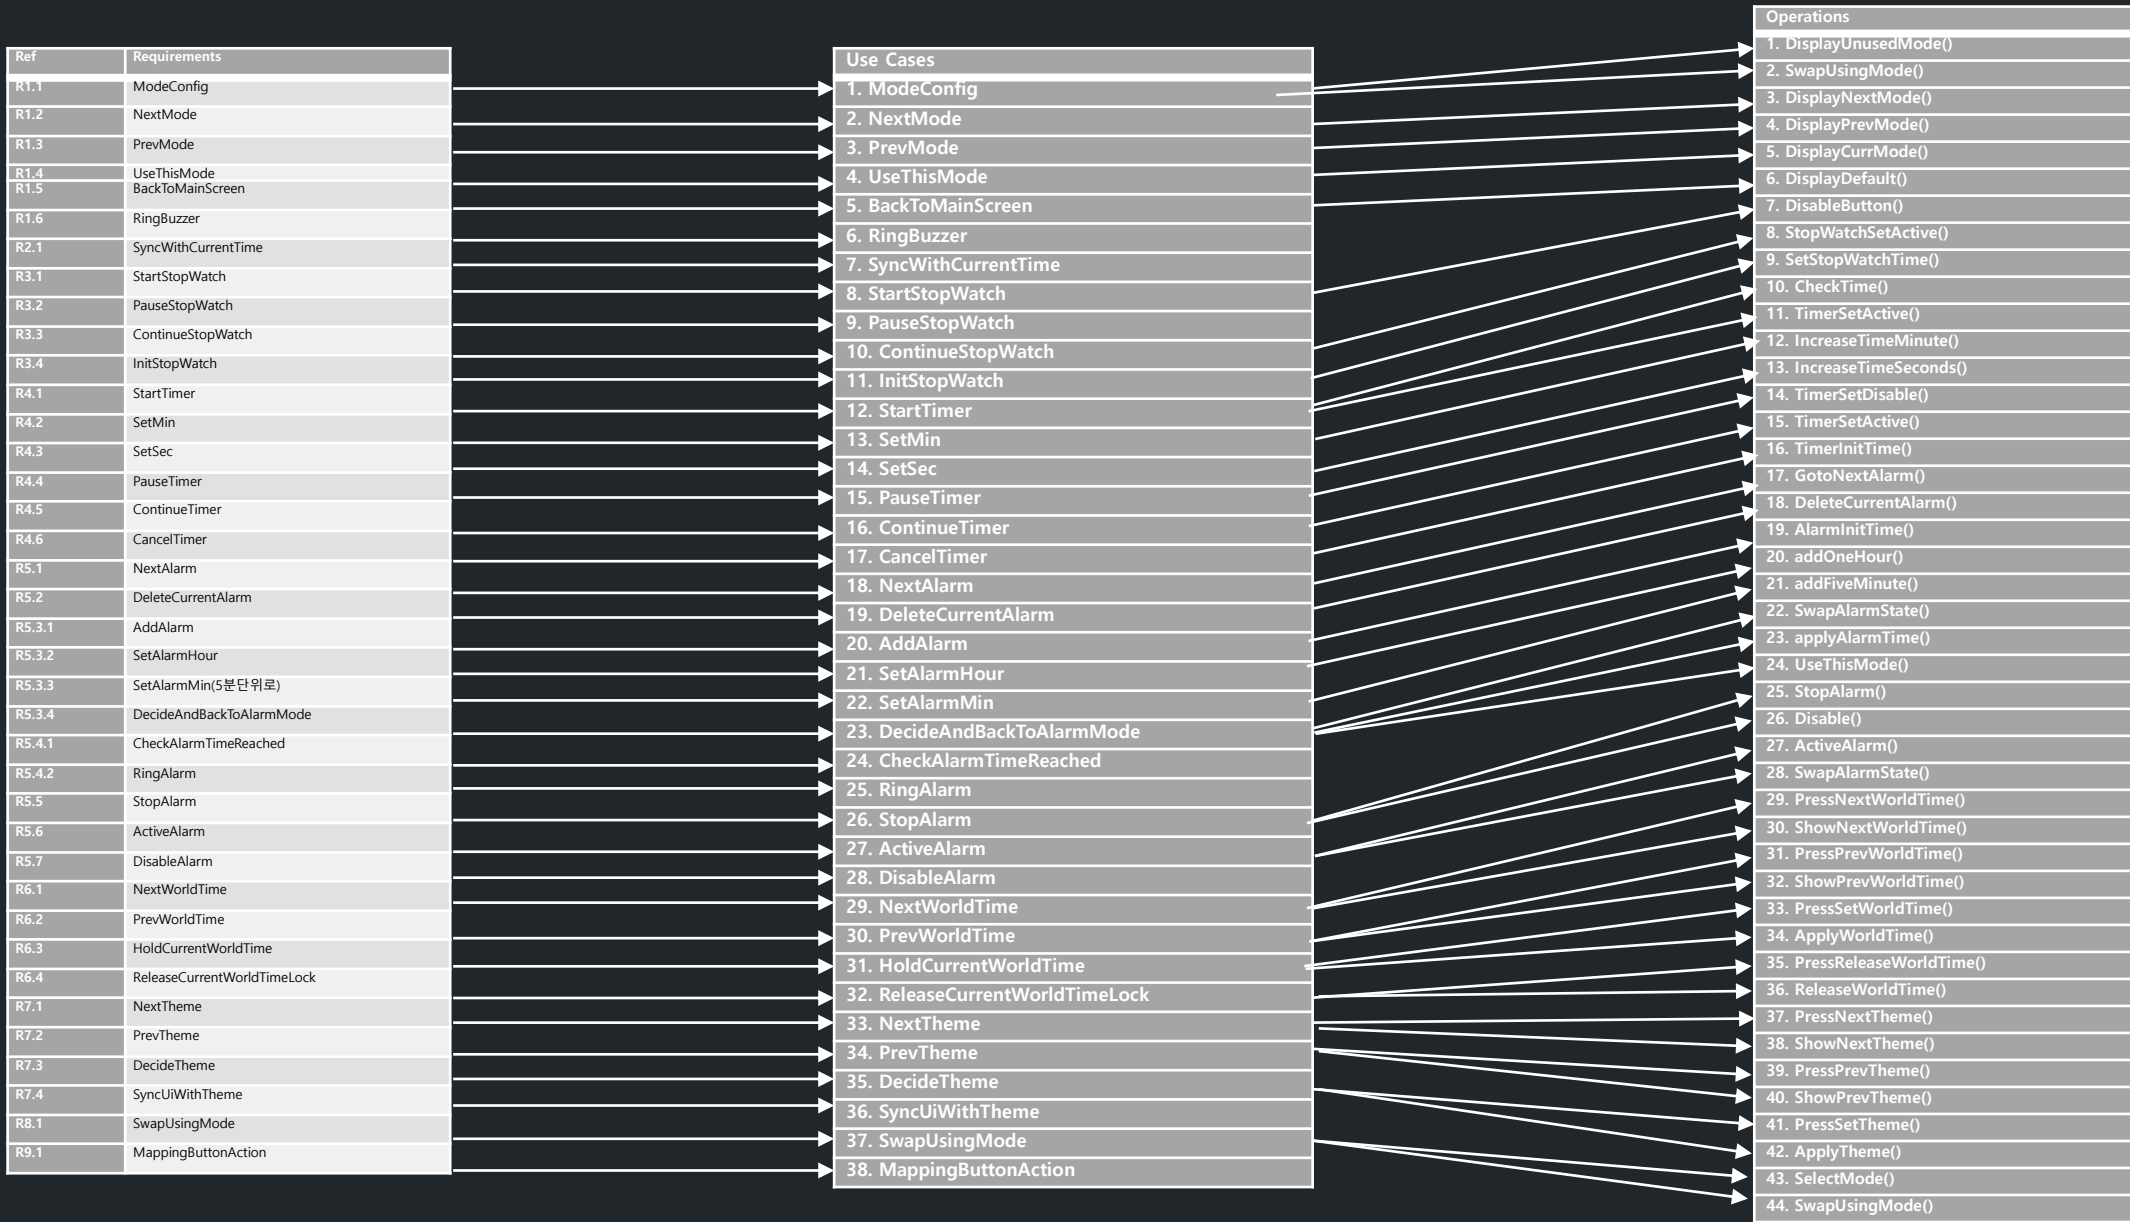 Ref Requirements
R1.1 ModeConfig
R1.2 NextMode
R1.3 PrevMode
R1.4 UseThisMode
R1.5 BackToMainScreen
R1.6 RingBuzzer
R2.1 SyncWithCurrentTime
R3.1 StartStopWatch
R3.2 PauseStopWatch
R3.3 ContinueStopWatch
R3.4 InitStopWatch
R4.1 StartTimer
R4.2 SetMin
R4.3 SetSec
R4.4 PauseTimer
R4.5 ContinueTimer
R4.6 CancelTimer
R5.1 NextAlarm
R5.2 DeleteCurrentAlarm
R5.3.1 AddAlarm
R5.3.2 SetAlarmHour
R5.3.3 SetAlarmMin(5분단위로)
R5.3.4 DecideAndBackToAlarmMode
R5.4.1 CheckAlarmTimeReached
R5.4.2 RingAlarm
R5.5 StopAlarm
R5.6 ActiveAlarm
R5.7 DisableAlarm
R6.1 NextWorldTime
R6.2 PrevWorldTime
R6.3 HoldCurrentWorldTime
R6.4 ReleaseCurrentWorldTimeLock
R7.1 NextTheme
R7.2 PrevTheme
R7.3 DecideTheme
R7.4 SyncUiWithTheme
R8.1 SwapUsingMode
R9.1 MappingButtonAction
Use Cases
1. ModeConfig
2. NextMode
3. PrevMode
4. UseThisMode
5. BackToMainScreen
6. RingBuzzer
7. SyncWithCurrentTime
8. StartStopWatch
9. PauseStopWatch
10. ContinueStopWatch
11. InitStopWatch
12. StartTimer
13. SetMin
14. SetSec
15. PauseTimer
16. ContinueTimer
17. CancelTimer
18. NextAlarm
19. DeleteCurrentAlarm
20. AddAlarm
21. SetAlarmHour
22. SetAlarmMin
23. DecideAndBackToAlarmMode
24. CheckAlarmTimeReached
25. RingAlarm
26. StopAlarm
27. ActiveAlarm
28. DisableAlarm
29. NextWorldTime
30. PrevWorldTime
31. HoldCurrentWorldTime
32. ReleaseCurrentWorldTimeLock
33. NextTheme
34. PrevTheme
35. DecideTheme
36. SyncUiWithTheme
37. SwapUsingMode
38. MappingButtonAction
Operations
1. DisplayUnusedMode()
2. SwapUsingMode()
3. DisplayNextMode()
4. DisplayPrevMode()
5. DisplayCurrMode()
6. DisplayDefault()
7. DisableButton()
8. StopWatchSetActive()
9. SetStopWatchTime()
10. CheckTime()
11. TimerSetActive()
12. IncreaseTimeMinute()
13. IncreaseTimeSeconds()
14. TimerSetDisable()
15. TimerSetActive()
16. TimerInitTime()
17. GotoNextAlarm()
18. DeleteCurrentAlarm()
19. AlarmInitTime()
20. addOneHour()
21. addFiveMinute()
22. SwapAlarmState()
23. applyAlarmTime()
24. UseThisMode()
25. StopAlarm()
26. Disable()
27. ActiveAlarm()
28. SwapAlarmState()
29. PressNextWorldTime()
30. ShowNextWorldTime()
31. PressPrevWorldTime()
32. ShowPrevWorldTime()
33. PressSetWorldTime()
34. ApplyWorldTime()
35. PressReleaseWorldTime()
36. ReleaseWorldTime()
37. PressNextTheme()
38. ShowNextTheme()
39. PressPrevTheme()
40. ShowPrevTheme()
41. PressSetTheme()
42. ApplyTheme()
43. SelectMode()
44. SwapUsingMode()